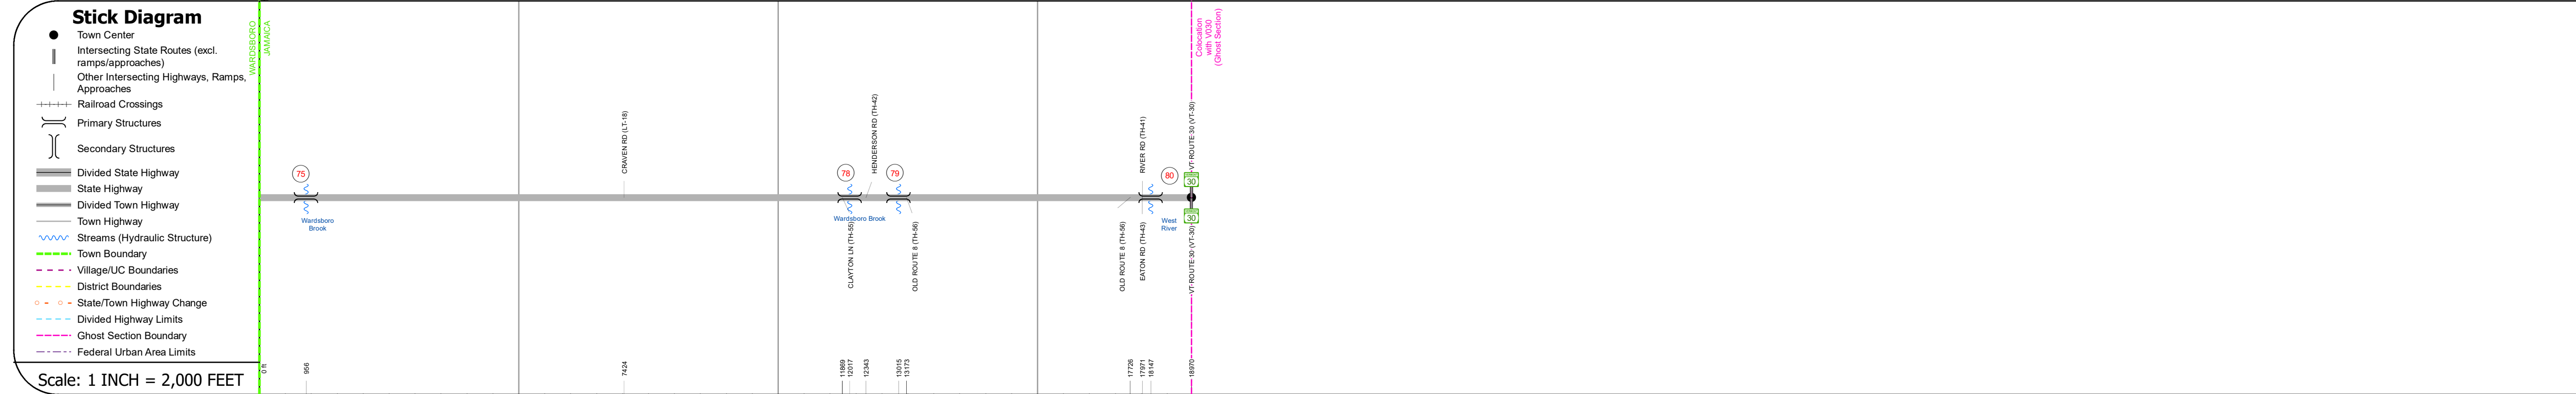 Stick Diagram
Town Center
Intersecting State Routes (excl.
ramps/approaches)
Other Intersecting Highways, Ramps,
Approaches
Railroad Crossings
Primary Structures
Secondary Structures
Divided State Highway
State Highway
Divided Town Highway
Town Highway
Streams (Hydraulic Structure)
Town Boundary
Village/UC Boundaries
District Boundaries
State/Town Highway Change
Divided Highway Limits
Ghost Section Boundary
Federal Urban Area Limits
Scale: 1 INCH = 2,000 FEET
WARDSBORO
JAMAICA
75
Wardsboro
Brook
CRAVEN RD (LT-18)
78
HENDERSON RD (TH-42)
79
Wardsboro Brook
CLAYTON LN (TH-55)
OLD ROUTE 8 (TH-56)
OLD ROUTE 8 (TH-56)
RIVER RD (TH-41)
EATON RD (TH-43)
80
West
River
VT-ROUTE-30 (VT-30)
30
30
VT-ROUTE-30 (VT-30)
Colocation
with V030
(Ghost Section)
0 ft
956
7424
11869
12017
12343
13015
13173
17726
17971
18147
18970